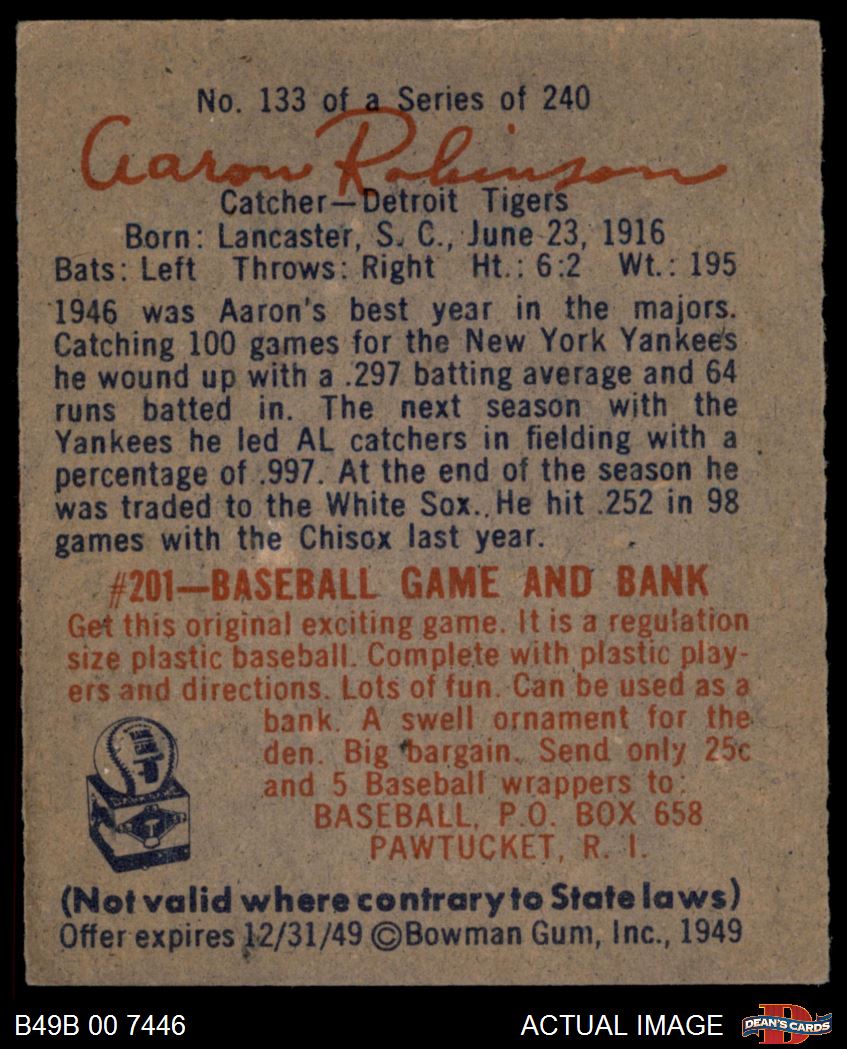 No. 133 of a Series of 240
Aaron Robinson
Catcher—Detroit Tigers
Born: Lancaster, S. C., June 23, 1916
Bats: Left Throws: Right Ht.: 6:2 Wt.: 195
1946 was Aaron's best year in the majors.
Catching 100 games for the New York Yankees
he wound up with a .297 batting average and 64
runs batted in. The next season with the
Yankees he led AL catchers in fielding with a
percentage of .997. At the end of the season he
was traded to the White Sox. He hit .252 in 98
games with the Chisox last year.
#201—BASEBALL GAME AND BANK
Get this original exciting game. It is a regulation
size plastic baseball. Complete with plastic play-
ers and directions. Lots of fun. Can be used as a
bank. A swell ornament for the
den. Big bargain. Send only 25c
and 5 Baseball wrappers to:
BASEBALL, P.O. BOX 658
PAWTUCKET, R. I.
(Not valid where contrary to State laws)
Offer expires 12/31/49 ©Bowman Gum, Inc., 1949
B49B 00 7446
ACTUAL IMAGE
DEAN'S CARDS